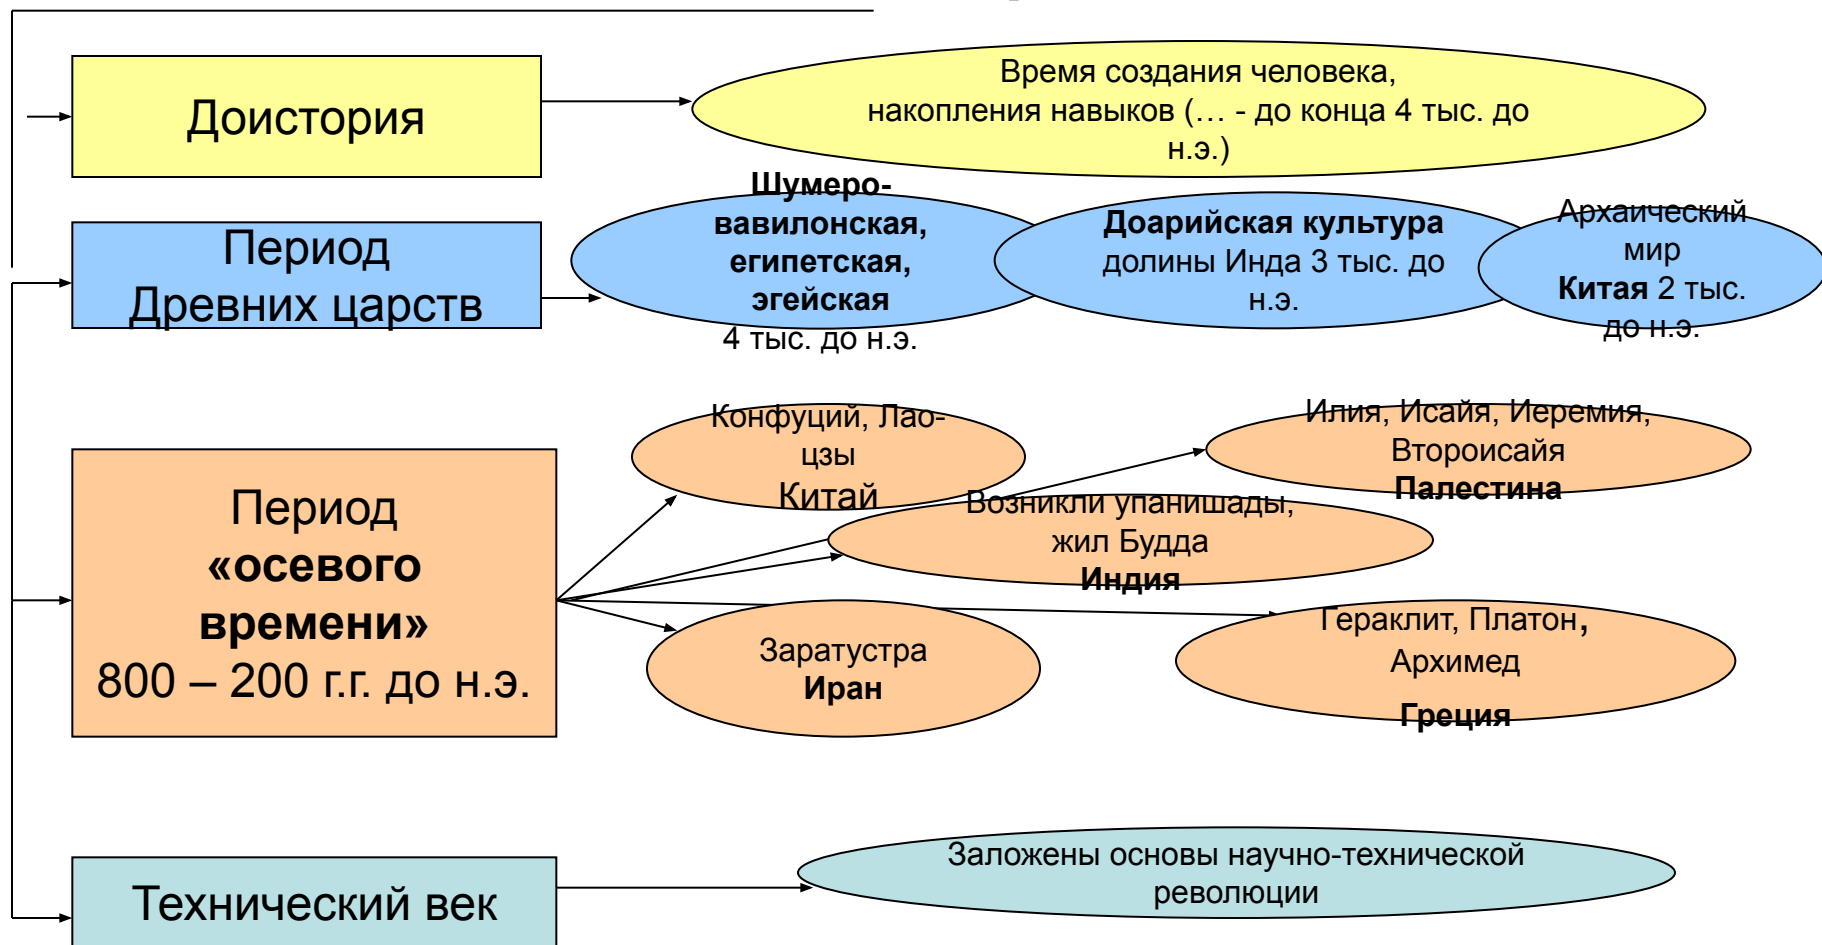 Доистория
Время создания человека,
накопления навыков (… - до конца 4 тыс. до
н.э.)
Период
Древних царств
Шумеро-
вавилонская,
египетская,
эгейская
4 тыс. до н.э.
Доарийская культура
долины Инда 3 тыс. до
н.э.
Архаический
мир
Китая 2 тыс.
до н.э.
Период
«осевого
времени»
800 – 200 г.г. до н.э.
Конфуций, Лао-
цзы
Китай
Илия, Исайя, Иеремия,
Второисайя
Палестина
Возникли упанишады,
жил Будда
Индия
Заратустра
Иран
Гераклит, Платон,
Архимед
Греция
Технический век
Заложены основы научно-технической
революции